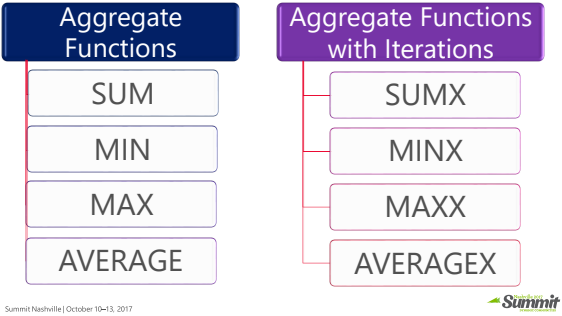 Aggregate
Functions
SUM
MIN
MAX
AVERAGE
Aggregate Functions
with Iterations
SUMX
MINX
MAXX
AVERAGEX
Summit Nashville | October 10–13, 2017
Summit